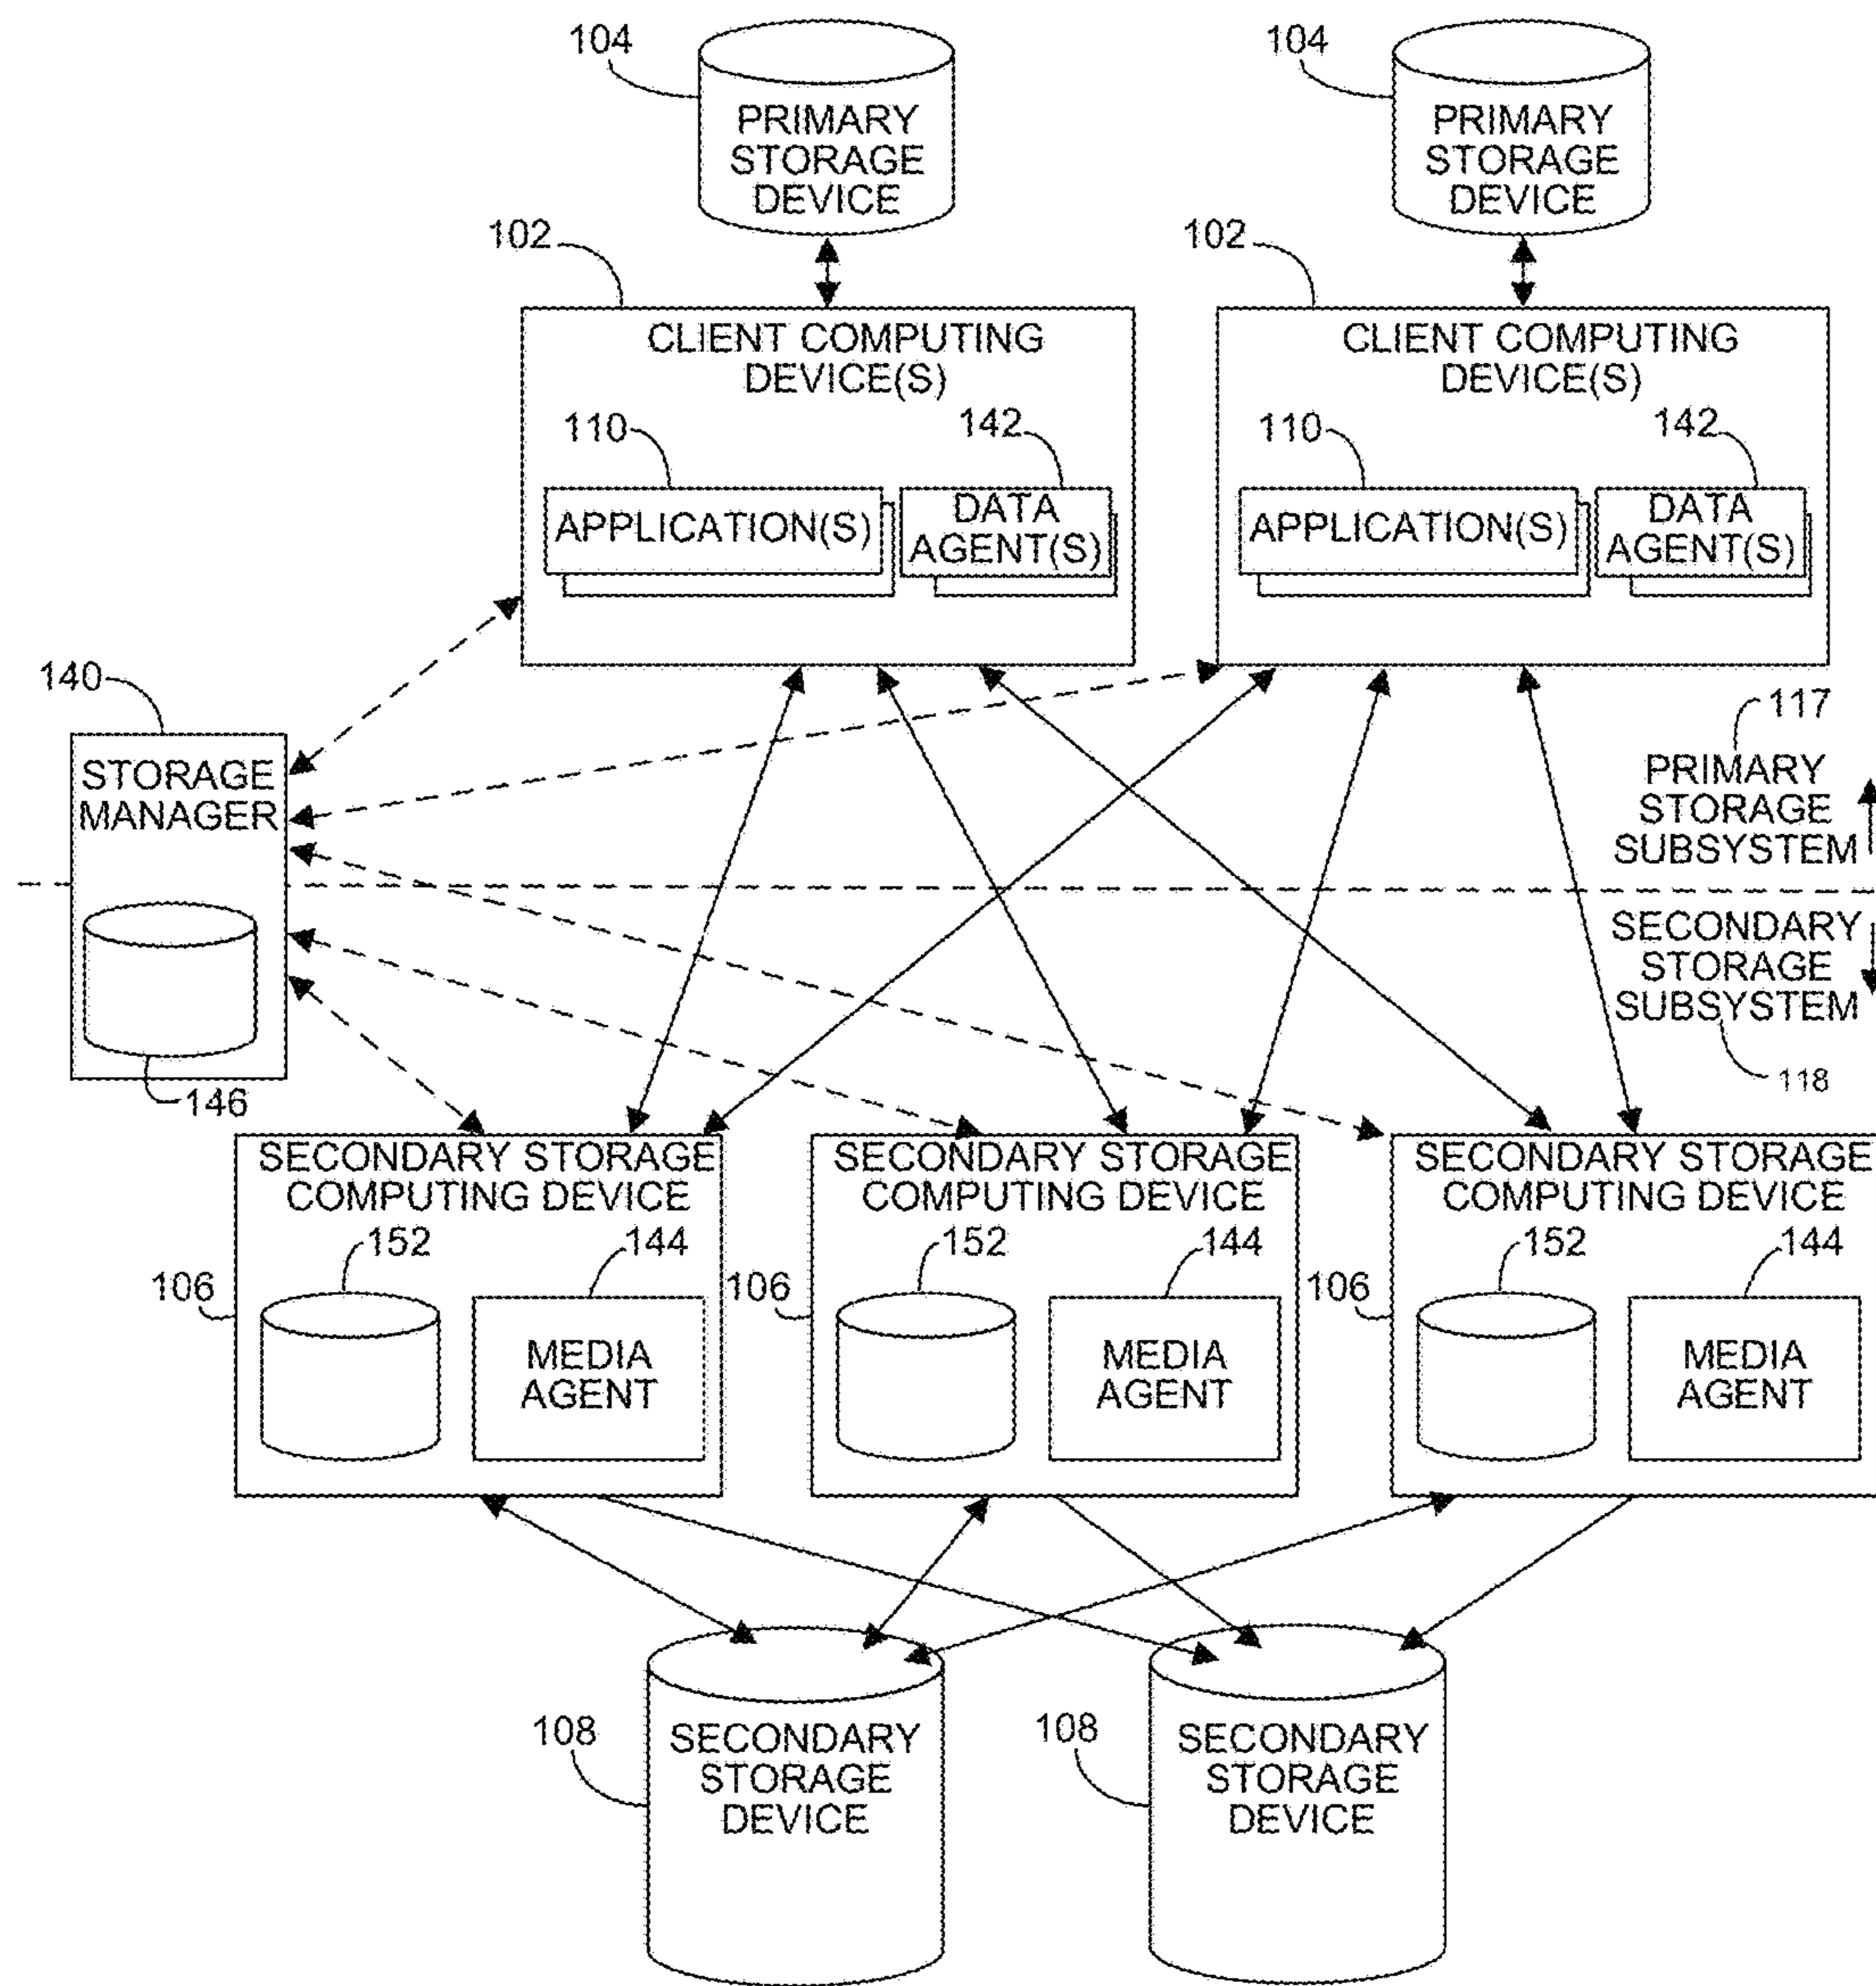 104
104
PRIMARY
STORAGE
DEVICE
PRIMARY
STORAGE
DEVICE
102
102
CLIENT COMPUTING
DEVICE(S)
CLIENT COMPUTING
DEVICE(S)
110
142
110
142
APPLICATION(S)
DATA
AGENT(S)
APPLICATION(S)
DATA
AGENT(S)
140
STORAGE
MANAGER
146
117
PRIMARY
STORAGE
SUBSYSTEM
SECONDARY
STORAGE
SUBSYSTEM
118
SECONDARY STORAGE
COMPUTING DEVICE
152
144
106
MEDIA
AGENT
SECONDARY STORAGE
COMPUTING DEVICE
152
144
106
MEDIA
AGENT
SECONDARY STORAGE
COMPUTING DEVICE
152
144
106
MEDIA
AGENT
108
SECONDARY
STORAGE
DEVICE
108
SECONDARY
STORAGE
DEVICE